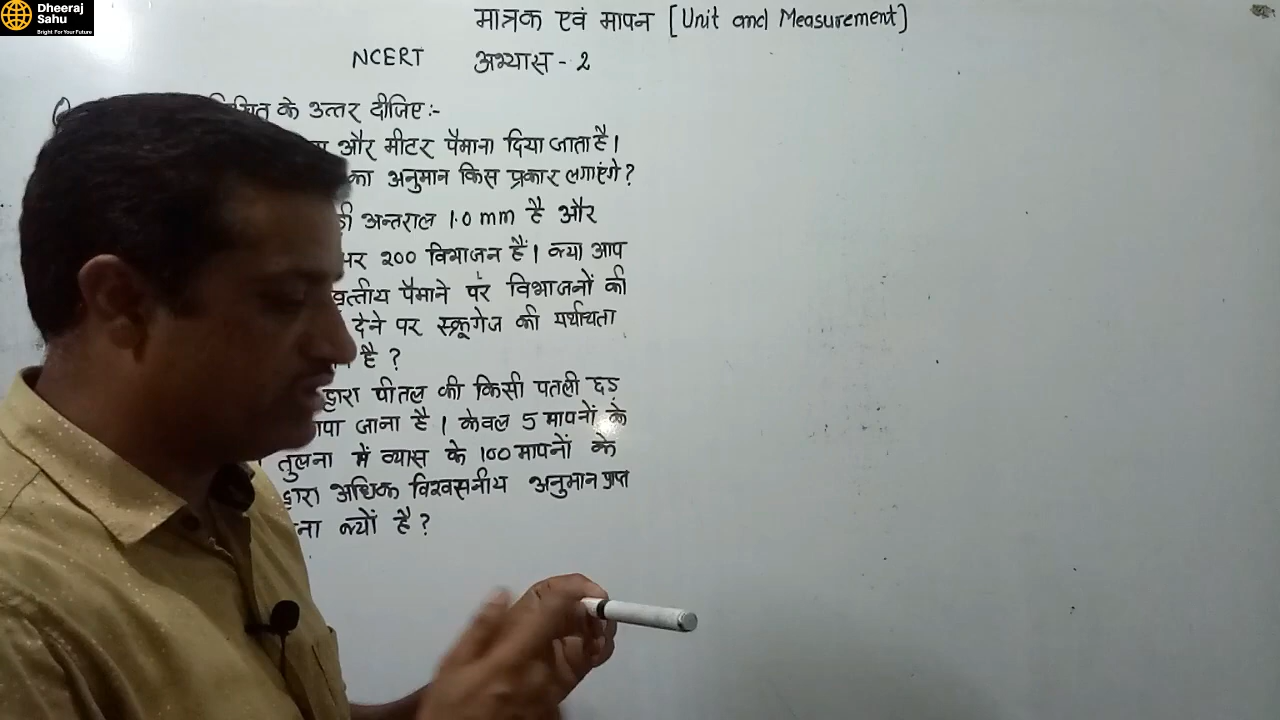 Dheeraj
Sahu
Bright For Your Future
मात्रक एवं मापन [Unit and Measurement]
NCERT अभ्यास - 2
के उत्तर दीजिए :-
और मीटर पैमाना दिया जाता है।
का अनुमान किस प्रकार लगाएंगे ?
अन्तराल 1.0 mm है और
पर 200 विभाजन हैं। क्या आप
वृत्तीय पैमाने पर विभाजनों की
देने पर स्क्रूगेज की यर्थाथता
है ?
द्वारा पीतल की किसी पतली छड़
जाना है। केवल 5 मापनों के
तुलना में व्यास के 100 मापनों के
द्वारा अधिक विश्वसनीय अनुमान प्राप्त
क्यों है ?